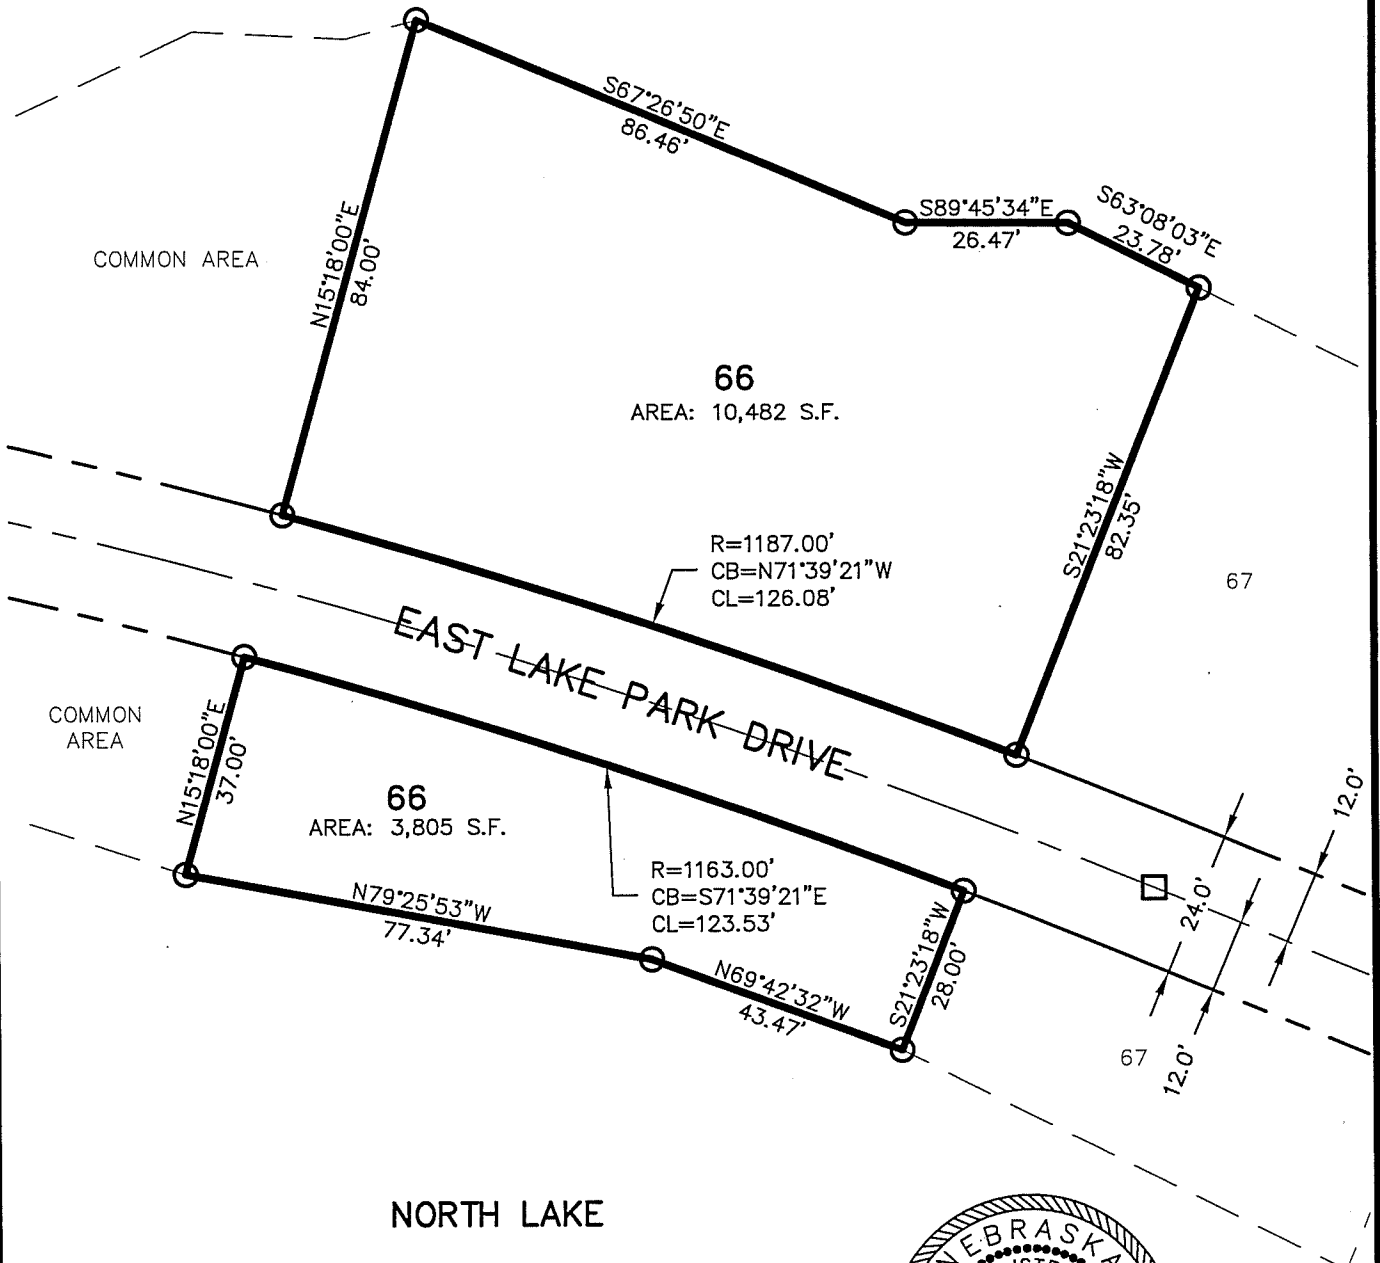 S67°26'50"E
86.46'
S89°45'34"E
26.47'
S63°08'03"E
23.78'
N15°18'00"E
84.00'
COMMON AREA
66
AREA: 10,482 S.F.
S21°23'18"W
82.35'
R=1187.00'
CB=N71°39'21"W
CL=126.08'
67
EAST LAKE PARK DRIVE
COMMON
AREA
N15°18'00"E
37.00'
66
AREA: 3,805 S.F.
R=1163.00'
CB=S71°39'21"E
CL=123.53'
N79°25'53"W
77.34'
N69°42'32"W
43.47'
S21°23'18"W
28.00'
24.0'
12.0'
12.0'
67
NORTH LAKE
NEBRASKA